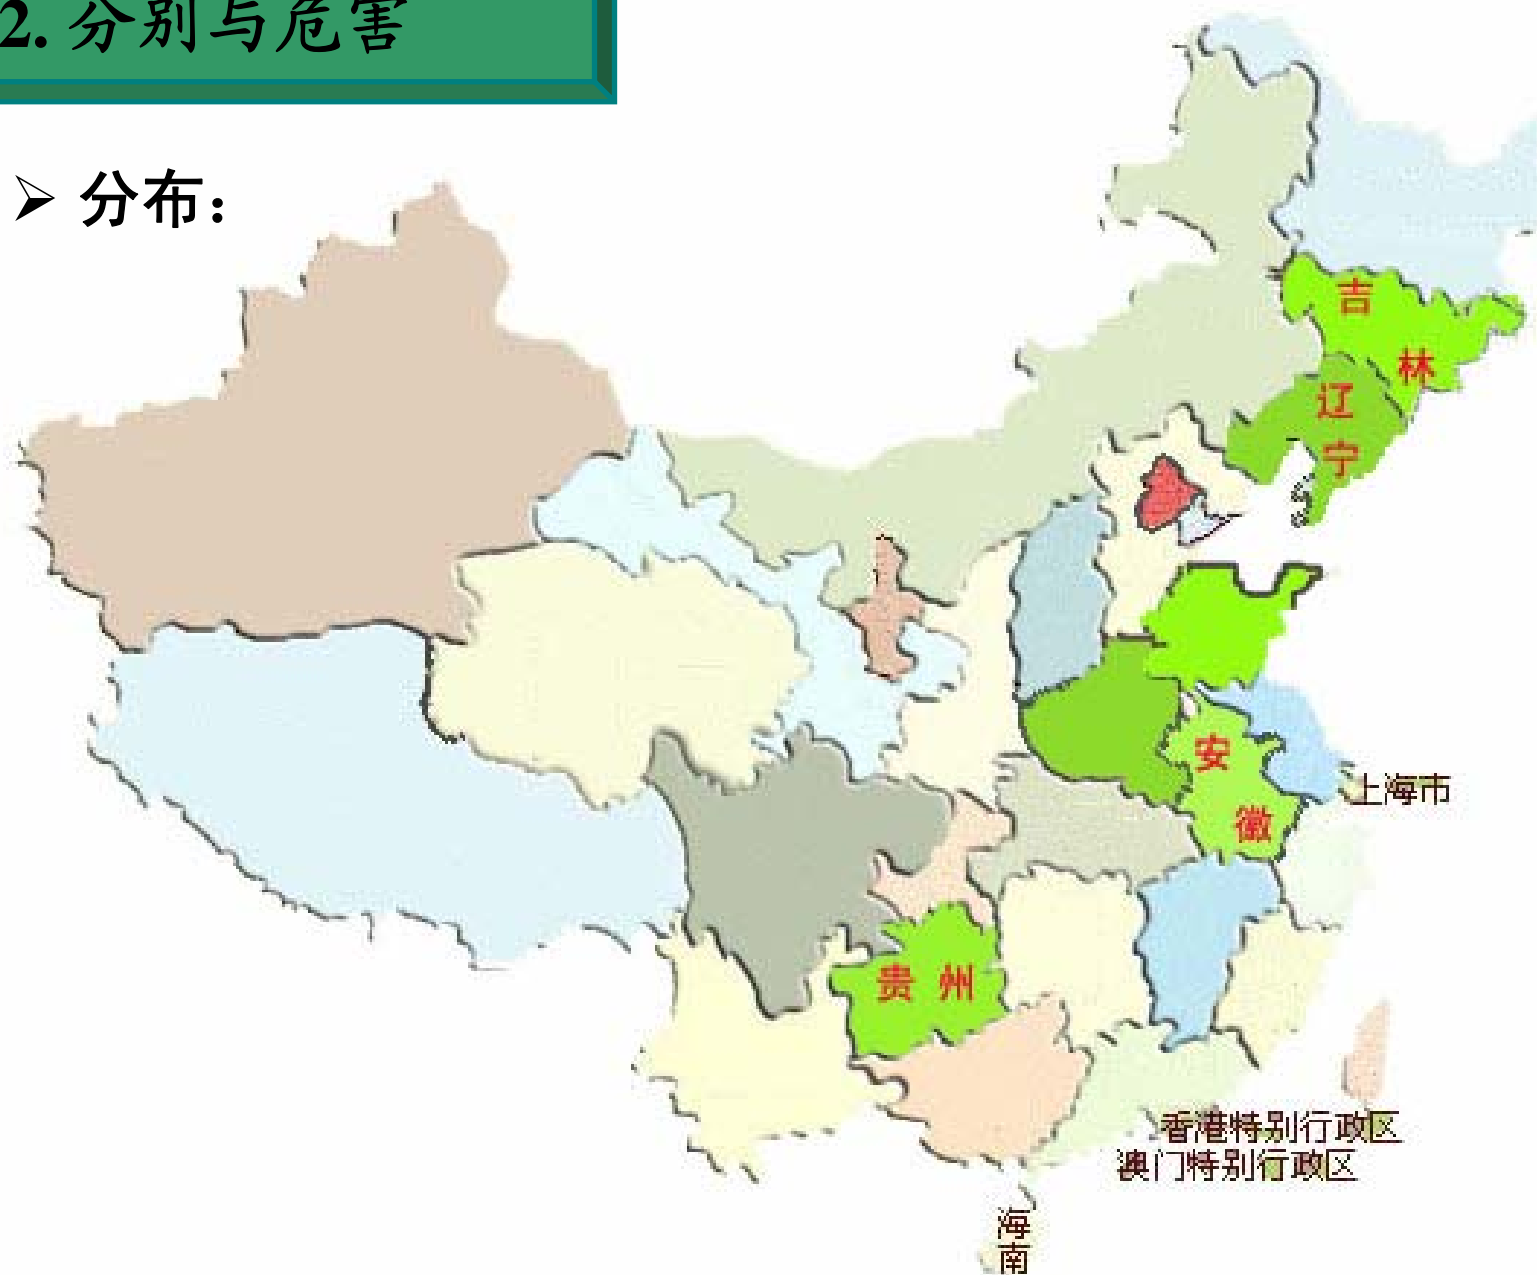 2. 分别与危害
➢ 分布：
吉林
辽宁
安徽
上海市
贵州
香港特别行政区
澳门特别行政区
海南